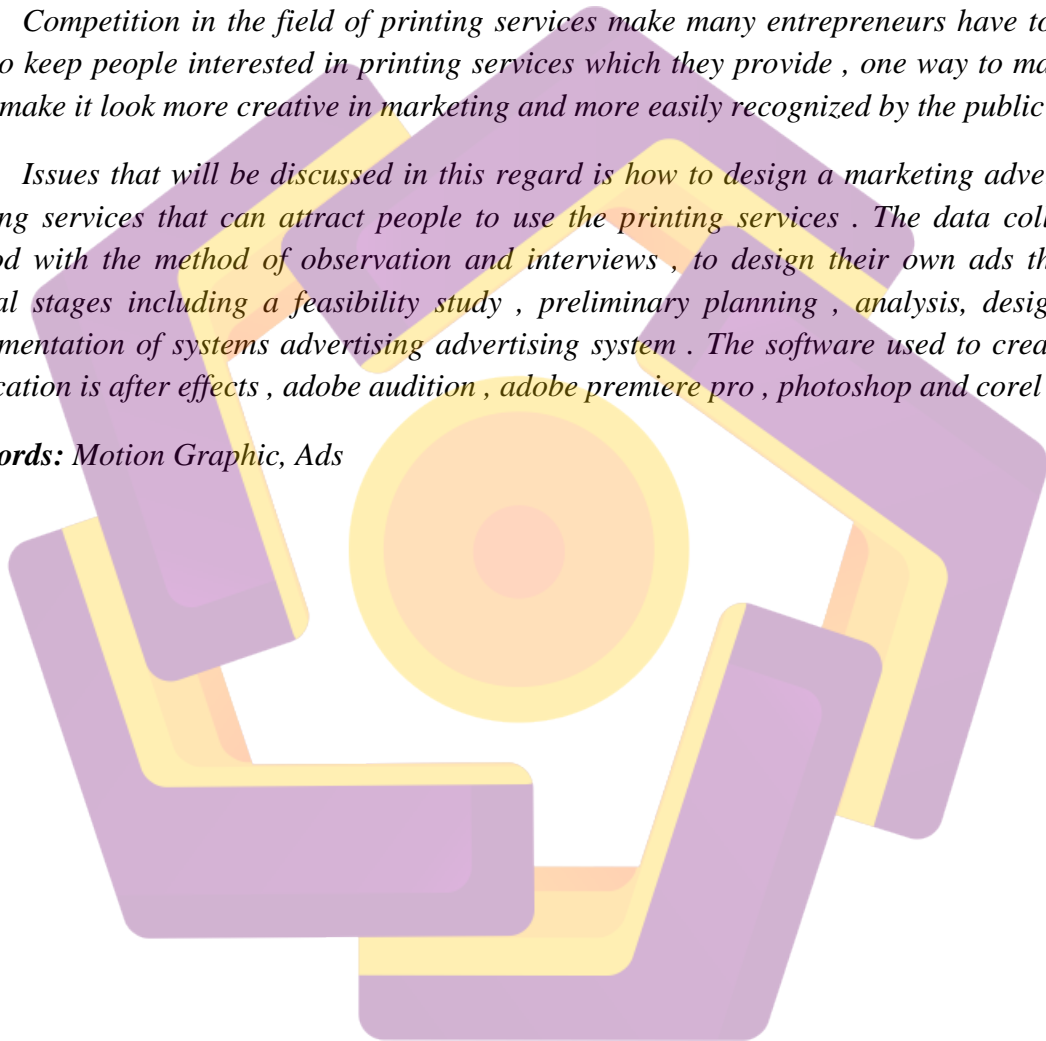 Competition in the field of printing services make many entrepreneurs have to
o keep people interested in printing services which they provide , one way to ma
make it look more creative in marketing and more easily recognized by the public
Issues that will be discussed in this regard is how to design a marketing adve
ng services that can attract people to use the printing services . The data coll
od with the method of observation and interviews , to design their own ads th
al stages including a feasibility study , preliminary planning , analysis, desig
mentation of systems advertising advertising system . The software used to crea
cation is after effects , adobe audition , adobe premiere pro , photoshop and corel
ords: Motion Graphic, Ads